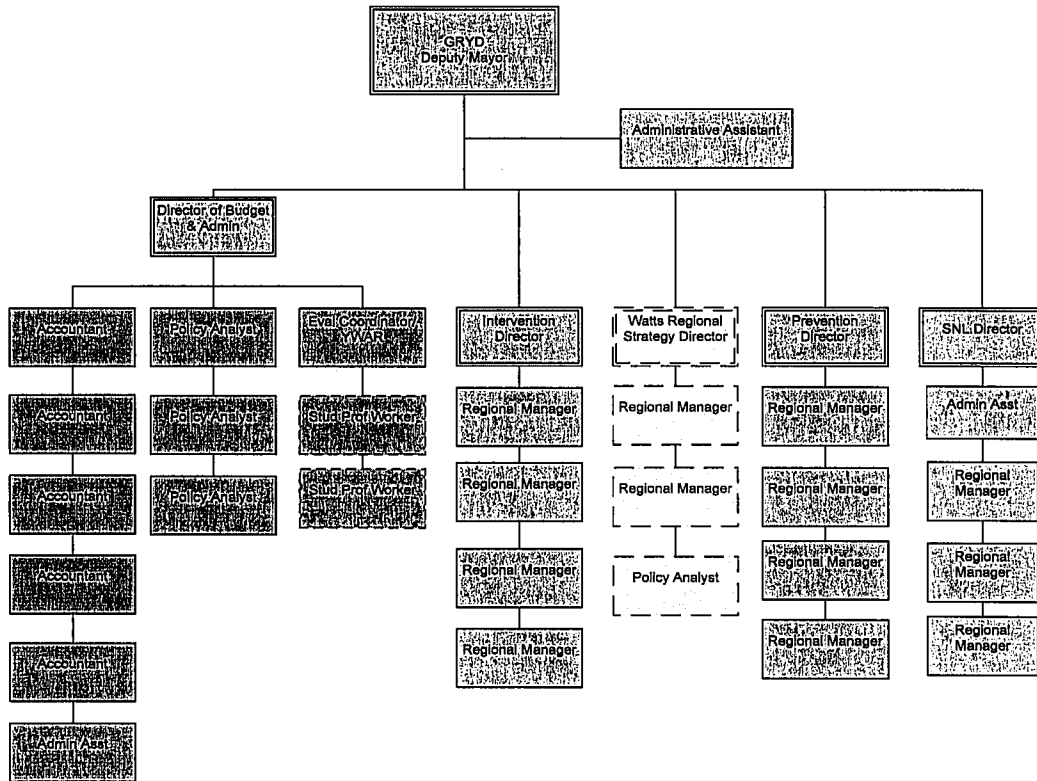 GRYD
Deputy Mayor
Administrative Assistant
Director of Budget
& Admin
Accountant
Policy Analyst
Eval Coordinator/
Intervention
Director
Watts Regional
Strategy Director
Prevention
Director
SNL Director
Accountant
Policy Analyst
Stud Prof Worker
Regional Manager
Regional Manager
Regional Manager
Admin Asst
Accountant
Policy Analyst
Stud Prof Worker
Regional Manager
Regional Manager
Regional Manager
Regional
Manager
Accountant
Regional Manager
Policy Analyst
Regional Manager
Regional
Manager
Accountant
Regional Manager
Regional Manager
Regional
Manager
Admin Asst